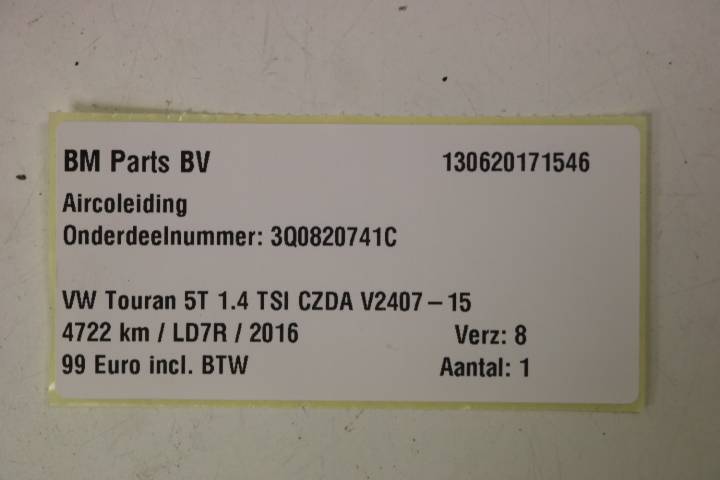 BM Parts BV 130620171546
Aircoleiding
Onderdeelnummer: 3Q0820741C
VW Touran 5T 1.4 TSI CZDA V2407 – 15
4722 km / LD7R / 2016 Verz: 8
99 Euro incl. BTW Aantal: 1